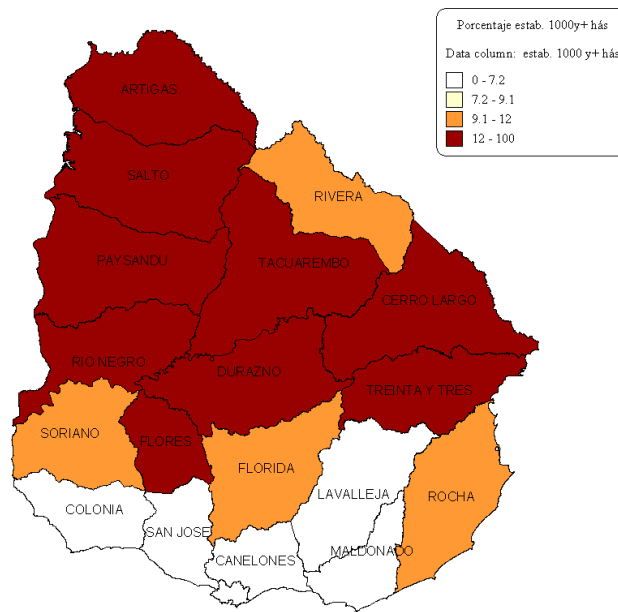 Porcentaje estab. 1000y+ hás
Data column: estab. 1000 y+ hás
0 - 7.2
7.2 - 9.1
9.1 - 12
12 - 100
ARTIGAS
SALTO
RIVERA
PAYSANDU
TACUAREMBO
CERRO LARGO
RIO NEGRO
DURAZNO
TREINTA Y TRES
SORIANO
FLORES
FLORIDA
LAVALLEJA
ROCHA
COLONIA
SAN JOSE
MALDONADO
CANELONES